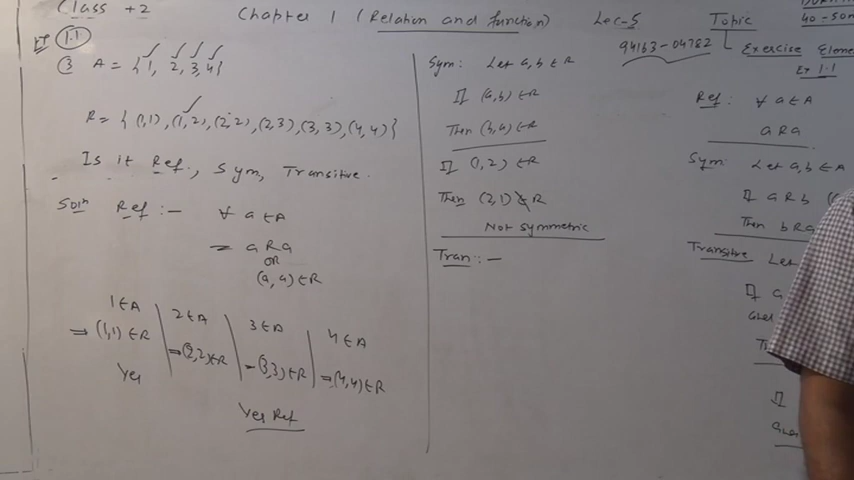 Class +2
Chapter 1 (Relation and function) Lec-5 Topic
40-50m
94163-04782 Exercise
Ex 1.1
1.1
③ A = {1, 2, 3, 4}
R = {(1,1), (1,2), (2,2), (2,3), (3,3), (4,4)}
Is it Ref, Sym, Transitive.
Soln Ref :- ∀ a ∈ A
= a R a
OR
(a, a) ∈ R
1 ∈ A
⇒ (1,1) ∈ R
Yes
2 ∈ A
⇒ (2,2) ∈ R
3 ∈ A
⇒ (3,3) ∈ R
4 ∈ A
⇒ (4,4) ∈ R
Yes Ref
Sym: Let a, b ∈ R
If (a,b) ∈ R
Then (b,a) ∈ R
If (1,2) ∈ R
Then (2,1) ∉ R
Not symmetric
Tran:: —
Ref: ∀ a ∈ A
a R a
Sym: Let a, b ∈ A
If a R b
Then b R a
Transitive Let
If a